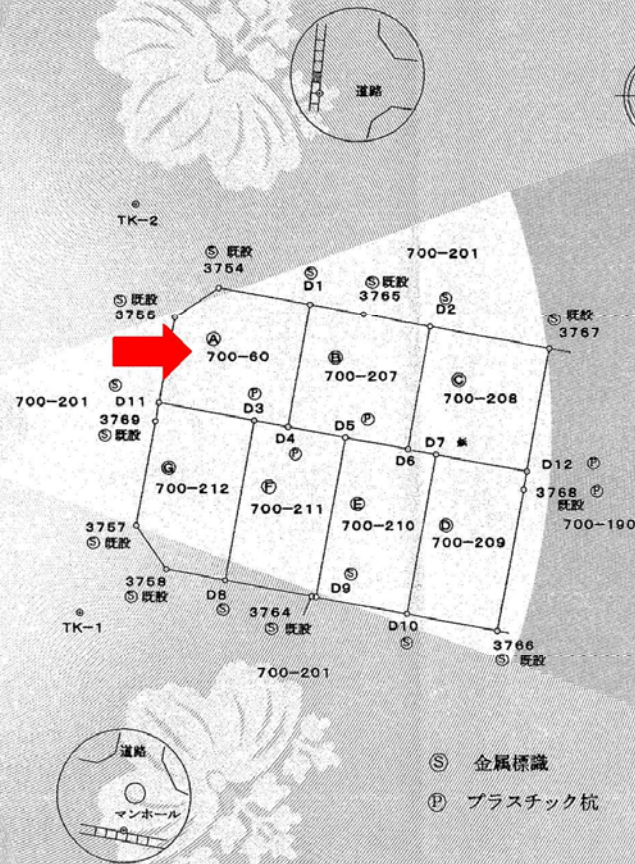 道路
TK-2
700-201
Ⓢ 既設
3754
Ⓢ
D1
Ⓢ既設
3765
Ⓢ
D2
Ⓢ 既設
3755
Ⓢ 既設
3767
Ⓐ
700-60
Ⓑ
700-207
Ⓒ
700-208
700-201
Ⓢ
D11
3769
Ⓢ既設
Ⓟ
D3
D4
Ⓟ
D5
Ⓟ
D6
D7
D12 Ⓟ
3768 Ⓟ
既設
700-190
Ⓖ
700-212
Ⓕ
700-211
Ⓔ
700-210
Ⓓ
700-209
3757
Ⓢ 既設
3758
Ⓢ既設
D8
Ⓢ
3764
Ⓢ 既設
Ⓢ
D9
D10
Ⓢ
3766
Ⓢ 既設
TK-1
700-201
道路
マンホール
Ⓢ 金属標識
Ⓟ プラスチック杭